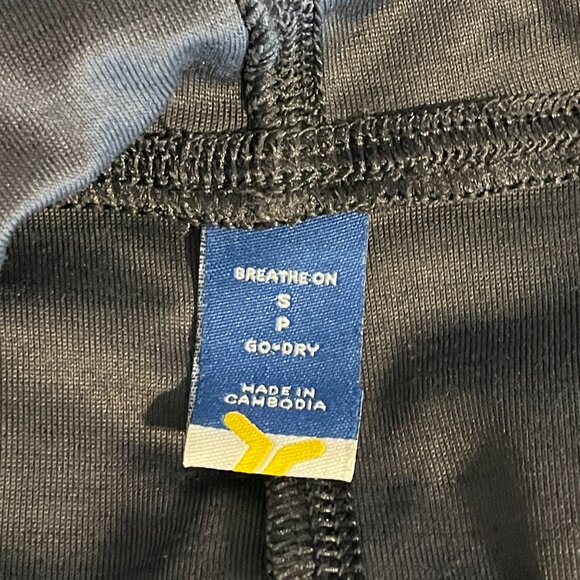 BREATHE ON
S
P
GO-DRY
MADE IN
CAMBODIA